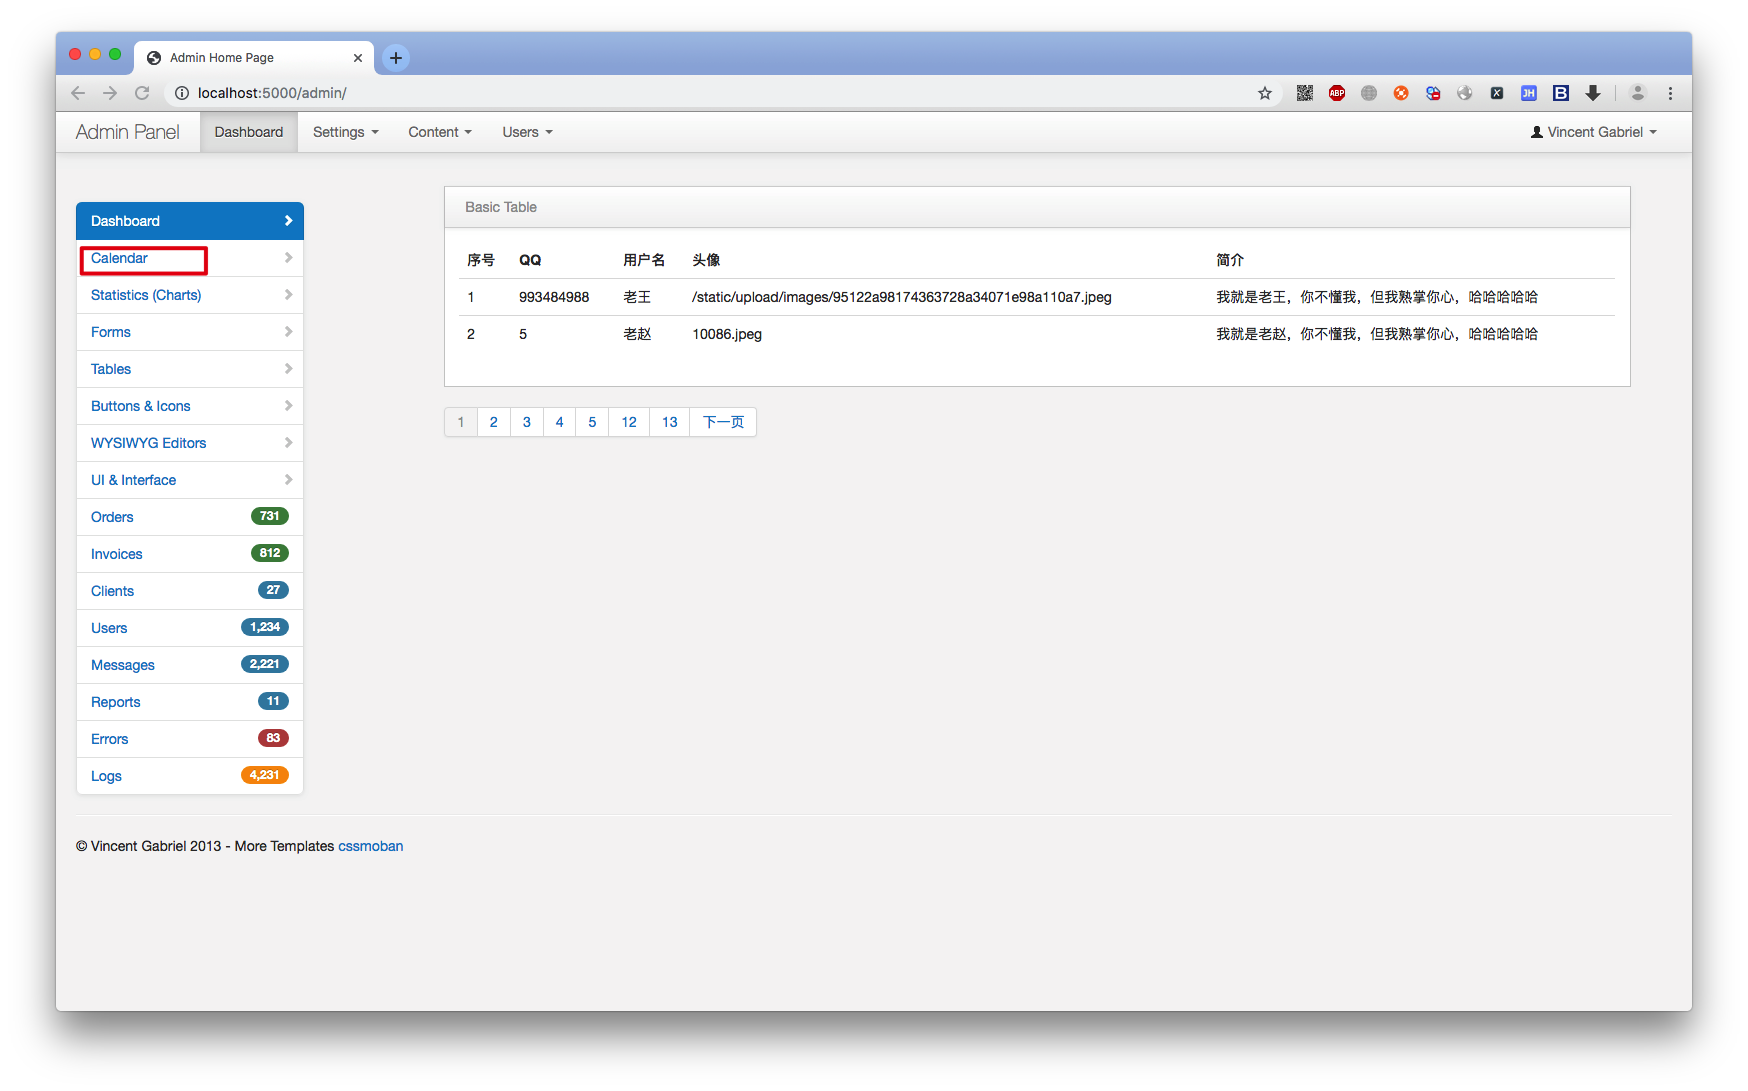 Admin Home Page
localhost:5000/admin/
ABP
X
JH
B
Admin Panel
Dashboard
Settings
Content
Users
Vincent Gabriel
Dashboard
Calendar
Statistics (Charts)
Forms
Tables
Buttons & Icons
WYSIWYG Editors
UI & Interface
Orders 731
Invoices 812
Clients 27
Users 1,234
Messages 2,221
Reports 11
Errors 83
Logs 4,231
Basic Table
序号 QQ 用户名 头像 简介
1 993484988 老王 /static/upload/images/95122a98174363728a34071e98a110a7.jpeg 我就是老王，你不懂我，但我熟掌你心，哈哈哈哈哈
2 5 老赵 10086.jpeg 我就是老赵，你不懂我，但我熟掌你心，哈哈哈哈哈
1 2 3 4 5 12 13 下一页
© Vincent Gabriel 2013 - More Templates cssmoban